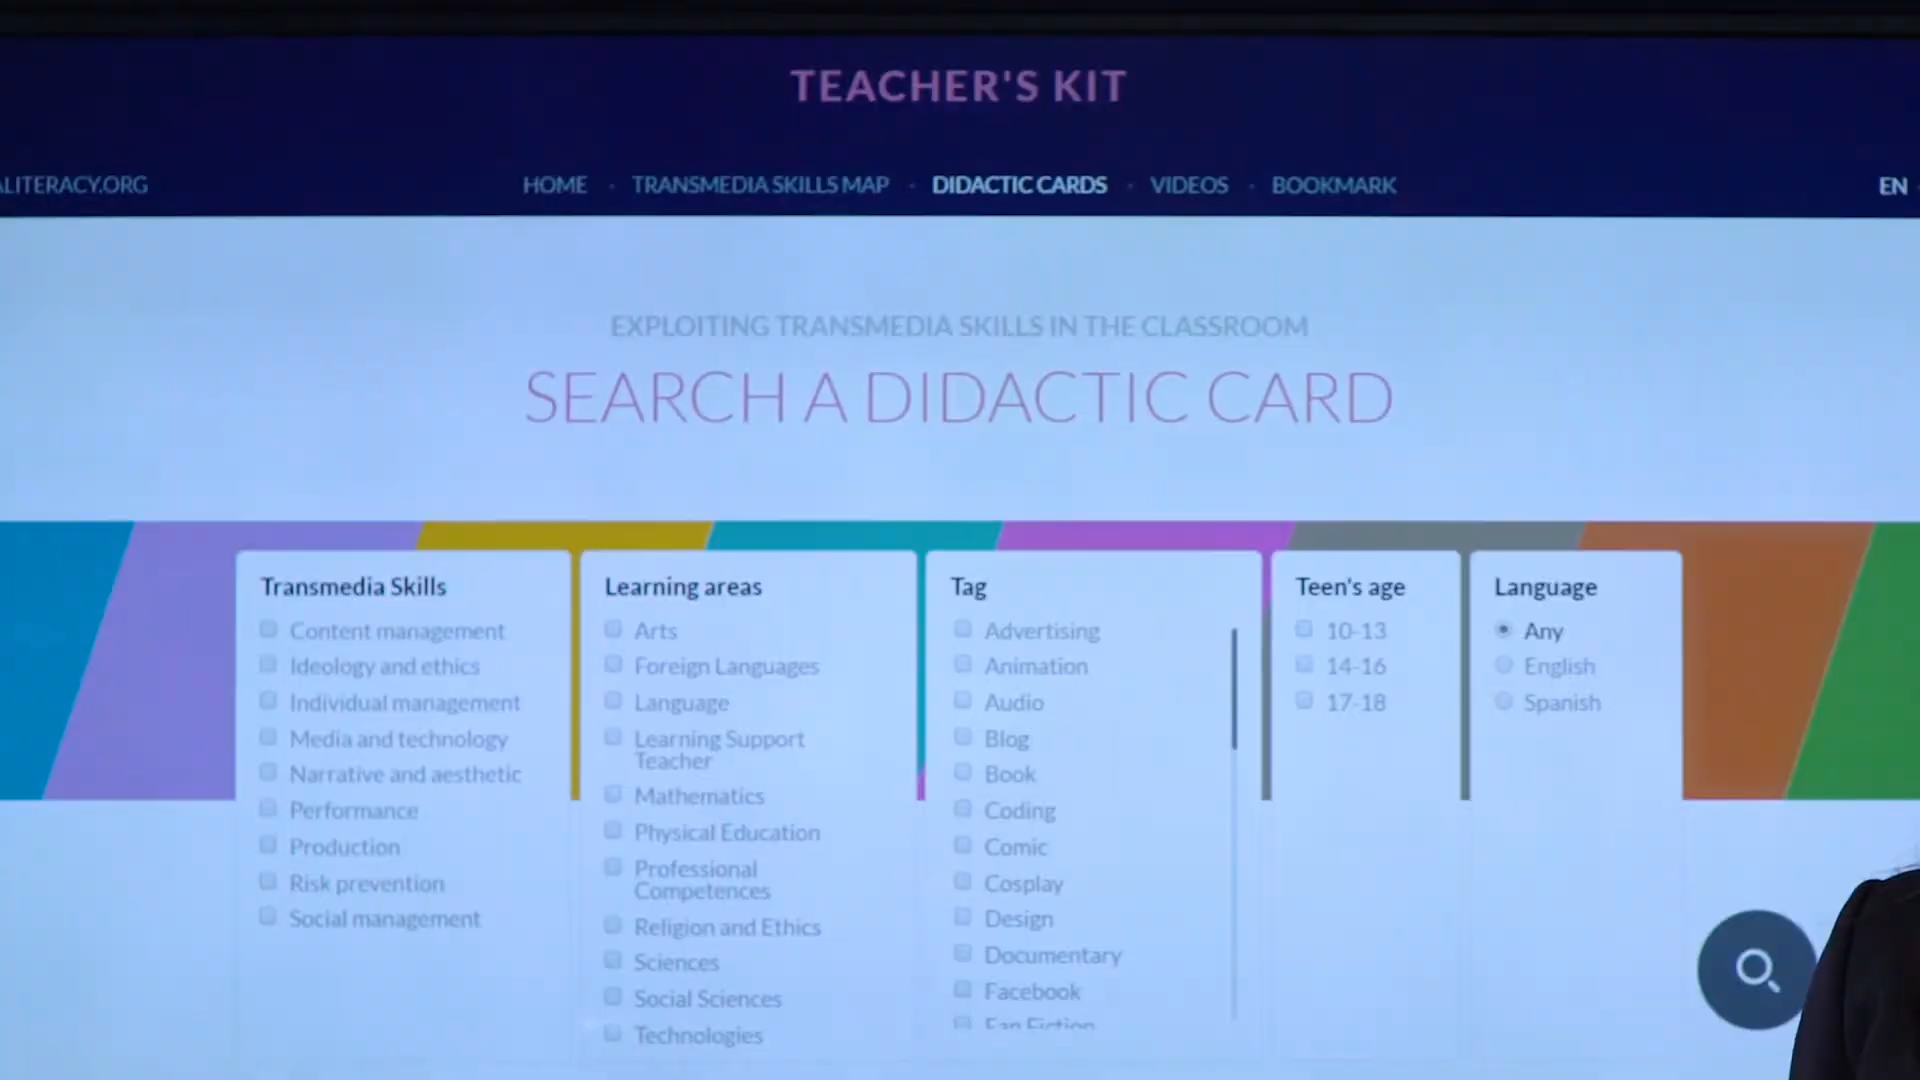 TEACHER'S KIT
ALITERACY.ORG
HOME · TRANSMEDIA SKILLS MAP · DIDACTIC CARDS · VIDEOS · BOOKMARK
EN
EXPLOITING TRANSMEDIA SKILLS IN THE CLASSROOM
SEARCH A DIDACTIC CARD
Transmedia Skills
Content management
Ideology and ethics
Individual management
Media and technology
Narrative and aesthetic
Performance
Production
Risk prevention
Social management
Learning areas
Arts
Foreign Languages
Language
Learning Support
Teacher
Mathematics
Physical Education
Professional
Competences
Religion and Ethics
Sciences
Social Sciences
Technologies
Tag
Advertising
Animation
Audio
Blog
Book
Coding
Comic
Cosplay
Design
Documentary
Facebook
Fan Fiction
Teen's age
10-13
14-16
17-18
Language
Any
English
Spanish